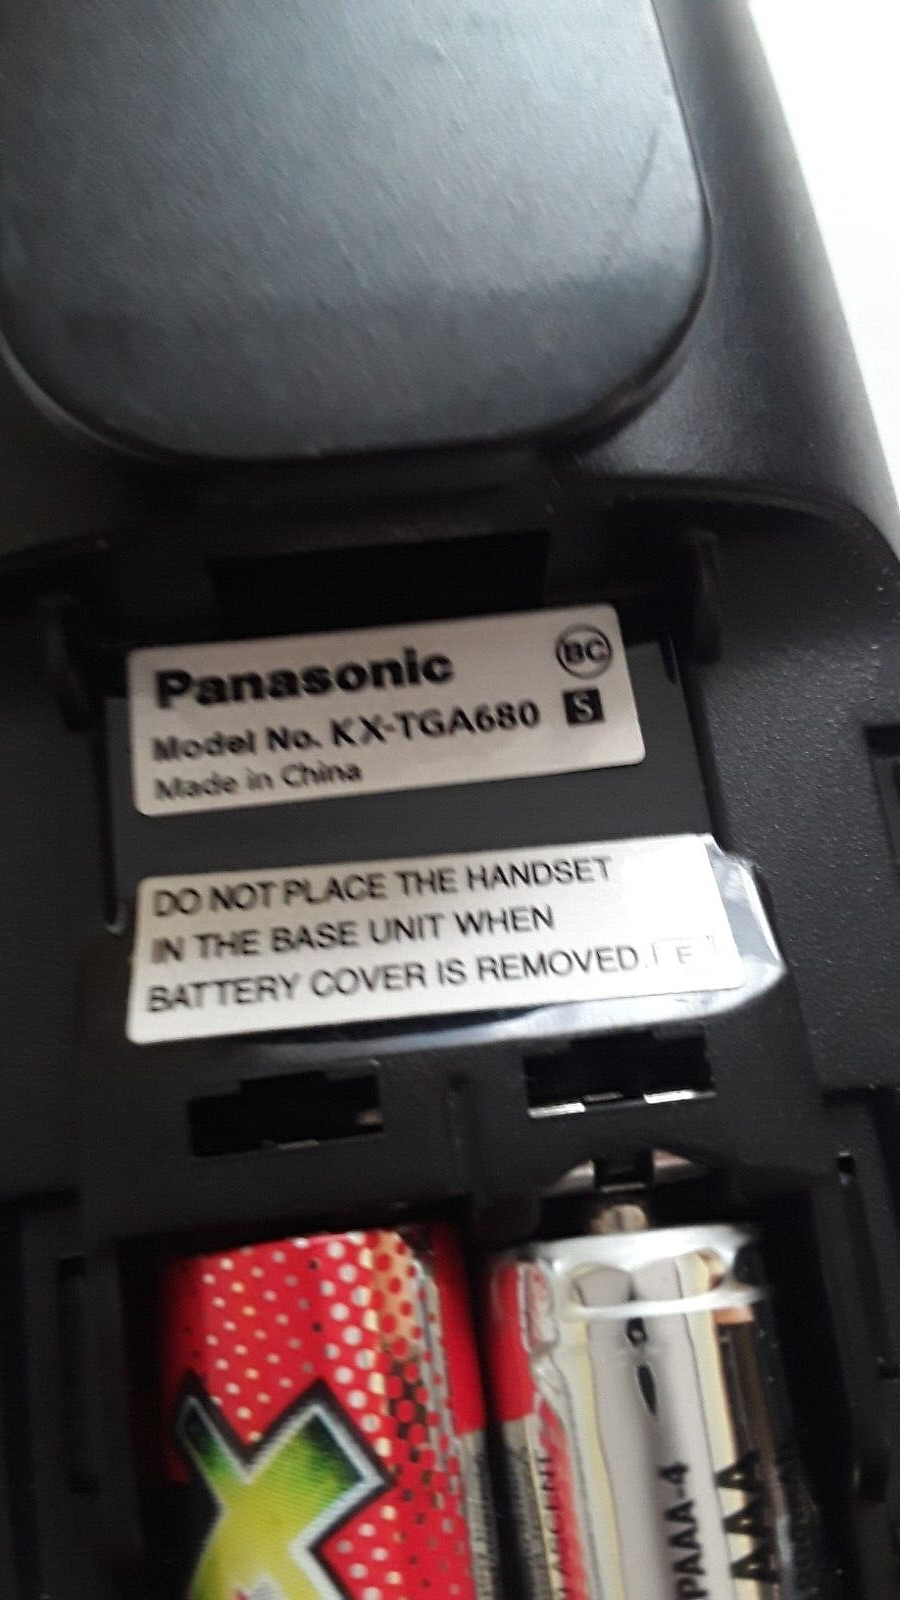 Panasonic BC
Model No. KX-TGA680 S
Made in China
DO NOT PLACE THE HANDSET
IN THE BASE UNIT WHEN
BATTERY COVER IS REMOVED. E
X
PAAA-4
AAA